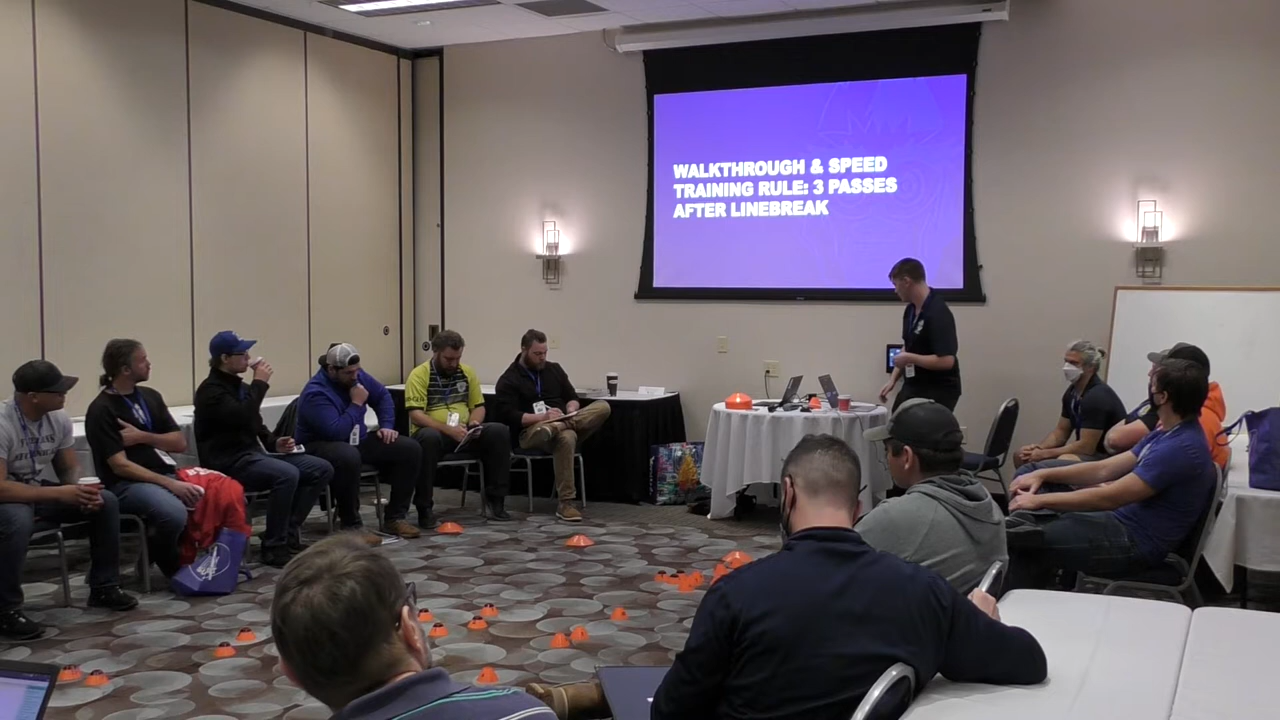 WALKTHROUGH & SPEED
TRAINING RULE: 3 PASSES
AFTER LINEBREAK